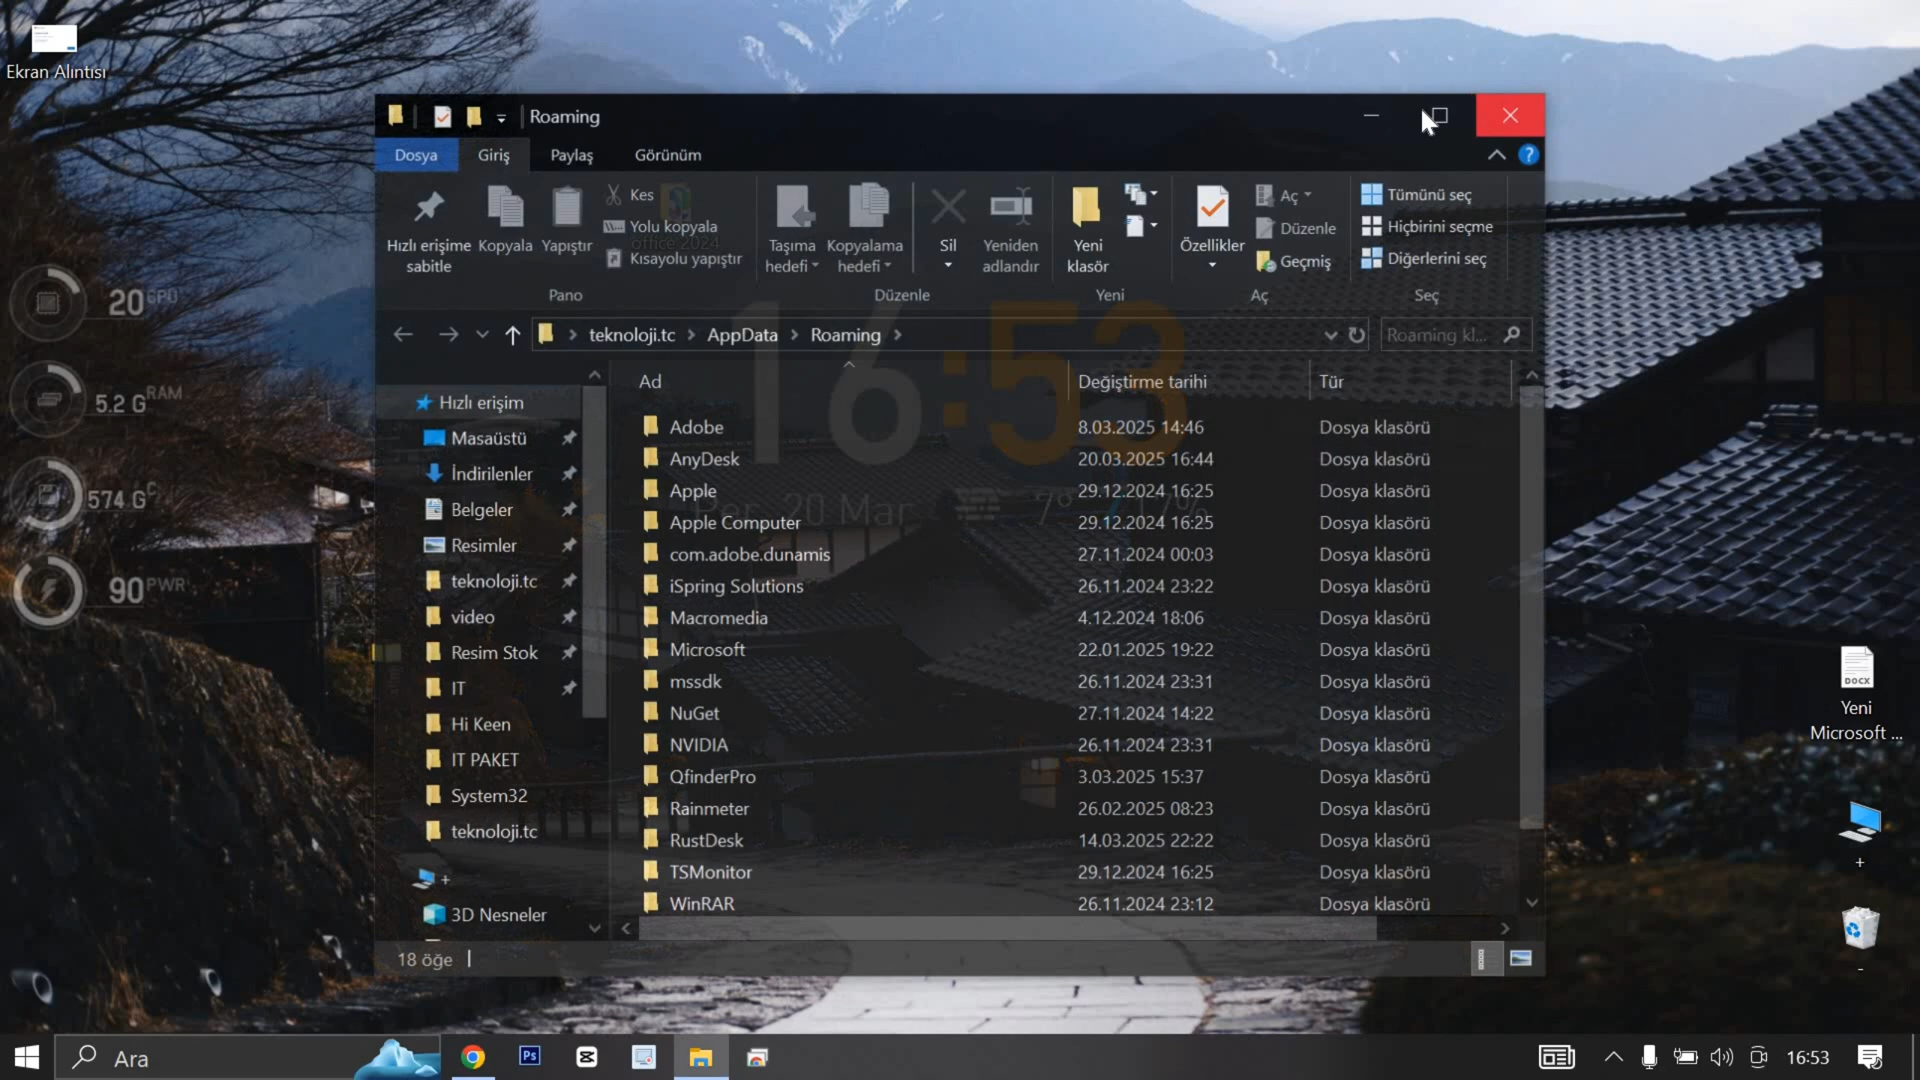 Ekran Alıntısı
Roaming
Dosya
Giriş
Paylaş
Görünüm
Hızlı erişime
sabitle
Kopyala
Yapıştır
Kes
Yolu kopyala
Kısayolu yapıştır
office 2024
Pano
Taşıma
hedefi
Kopyalama
hedefi
Sil
Yeniden
adlandır
Düzenle
Yeni
klasör
Yeni
Özellikler
Aç
Düzenle
Geçmiş
Aç
Tümünü seç
Hiçbirini seçme
Diğerlerini seç
Seç
teknoloji.tc
AppData
Roaming
Roaming kl...
16:53
Per, 20 Mar
7°
20 CPU
5.2 G RAM
574 G C
90 PWR
Hızlı erişim
Masaüstü
İndirilenler
Belgeler
Resimler
teknoloji.tc
video
Resim Stok
IT
Hi Keen
IT PAKET
System32
teknoloji.tc
+
3D Nesneler
Ad Değiştirme tarihi Tür
Adobe 8.03.2025 14:46 Dosya klasörü
AnyDesk 20.03.2025 16:44 Dosya klasörü
Apple 29.12.2024 16:25 Dosya klasörü
Apple Computer 29.12.2024 16:25 Dosya klasörü
com.adobe.dunamis 27.11.2024 00:03 Dosya klasörü
iSpring Solutions 26.11.2024 23:22 Dosya klasörü
Macromedia 4.12.2024 18:06 Dosya klasörü
Microsoft 22.01.2025 19:22 Dosya klasörü
mssdk 26.11.2024 23:31 Dosya klasörü
NuGet 27.11.2024 14:22 Dosya klasörü
NVIDIA 26.11.2024 23:31 Dosya klasörü
QfinderPro 3.03.2025 15:37 Dosya klasörü
Rainmeter 26.02.2025 08:23 Dosya klasörü
RustDesk 14.03.2025 22:22 Dosya klasörü
TSMonitor 29.12.2024 16:25 Dosya klasörü
WinRAR 26.11.2024 23:12 Dosya klasörü
18 öğe
DOCX
Yeni
Microsoft ...
+
-
Ara
Ps
16:53